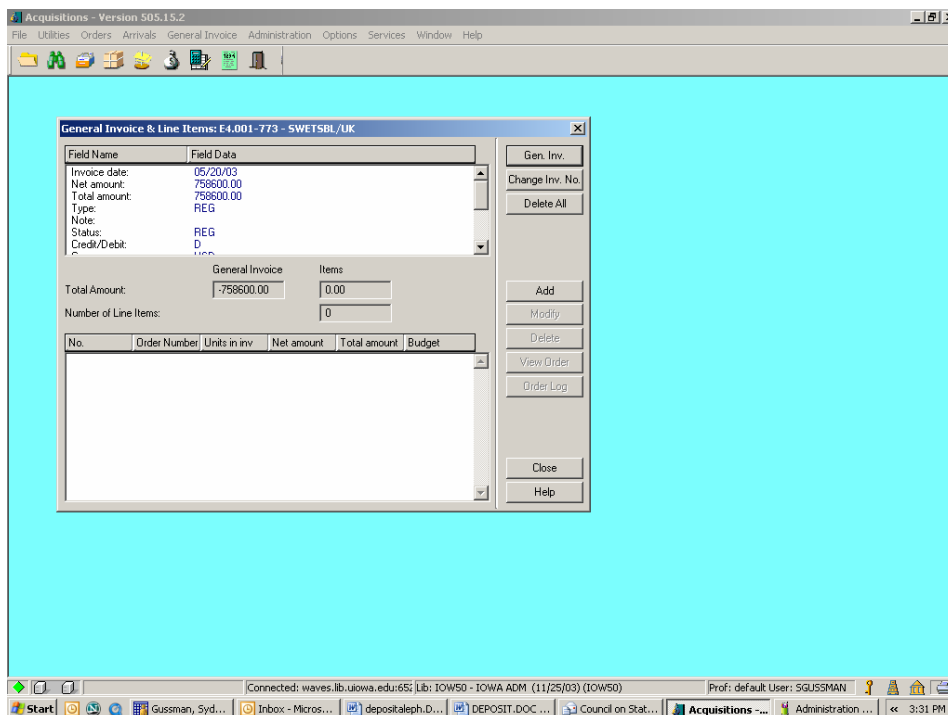 Acquisitions - Version 505.15.2
File Utilities Orders Arrivals General Invoice Administration Options Services Window Help
General Invoice & Line Items: E4.001-773 - SWETSBL/UK
Field Name Field Data
Invoice date: 05/20/03
Net amount: 758600.00
Total amount: 758600.00
Type: REG
Note:
Status: REG
Credit/Debit: D
Gen. Inv.
Change Inv. No.
Delete All
General Invoice Items
Total Amount: -758600.00 0.00
Number of Line Items: 0
Add
Modify
Delete
View Order
Order Log
No. Order Number Units in inv Net amount Total amount Budget
Close
Help
Connected: waves.lib.uiowa.edu:652 Lib: IOW50 - IOWA ADM (11/25/03) (IOW50) Prof: default User: SGUSSMAN
Start Gussman, Syd... Inbox - Micros... depositaleph.D... DEPOSIT.DOC ... Council on Stat... Acquisitions -... Administration ... « 3:31 PM